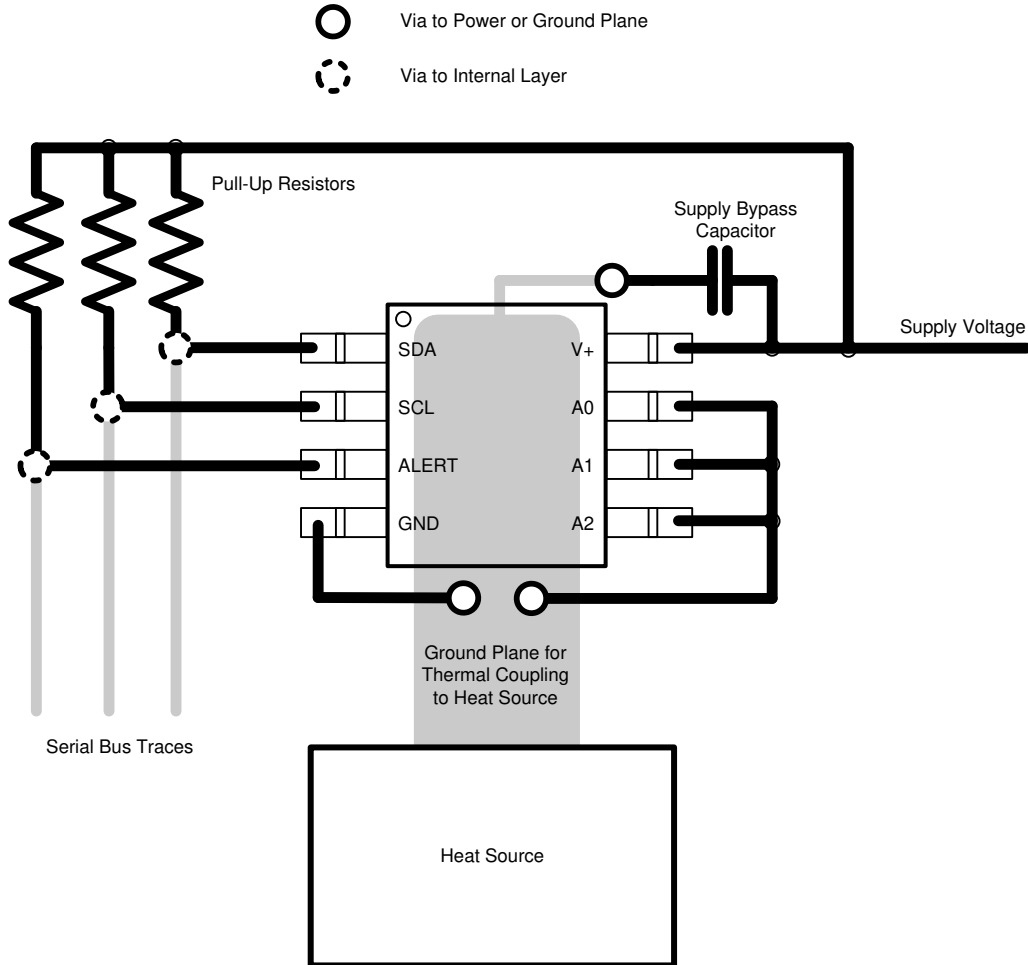 Via to Power or Ground Plane
Via to Internal Layer
Pull-Up Resistors
Supply Bypass
Capacitor
Supply Voltage
SDA
V+
SCL
A0
ALERT
A1
GND
A2
Ground Plane for
Thermal Coupling
to Heat Source
Serial Bus Traces
Heat Source